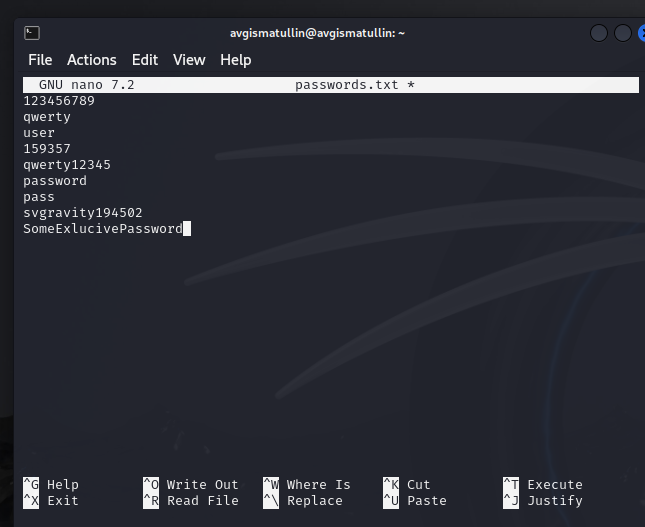 avgismatullin@avgismatullin: ~
File Actions Edit View Help
GNU nano 7.2 passwords.txt *
123456789
qwerty
user
159357
qwerty12345
password
pass
svgravity194502
SomeExlucivePassword
^G Help ^O Write Out ^W Where Is ^K Cut ^T Execute
^X Exit ^R Read File ^\ Replace ^U Paste ^J Justify